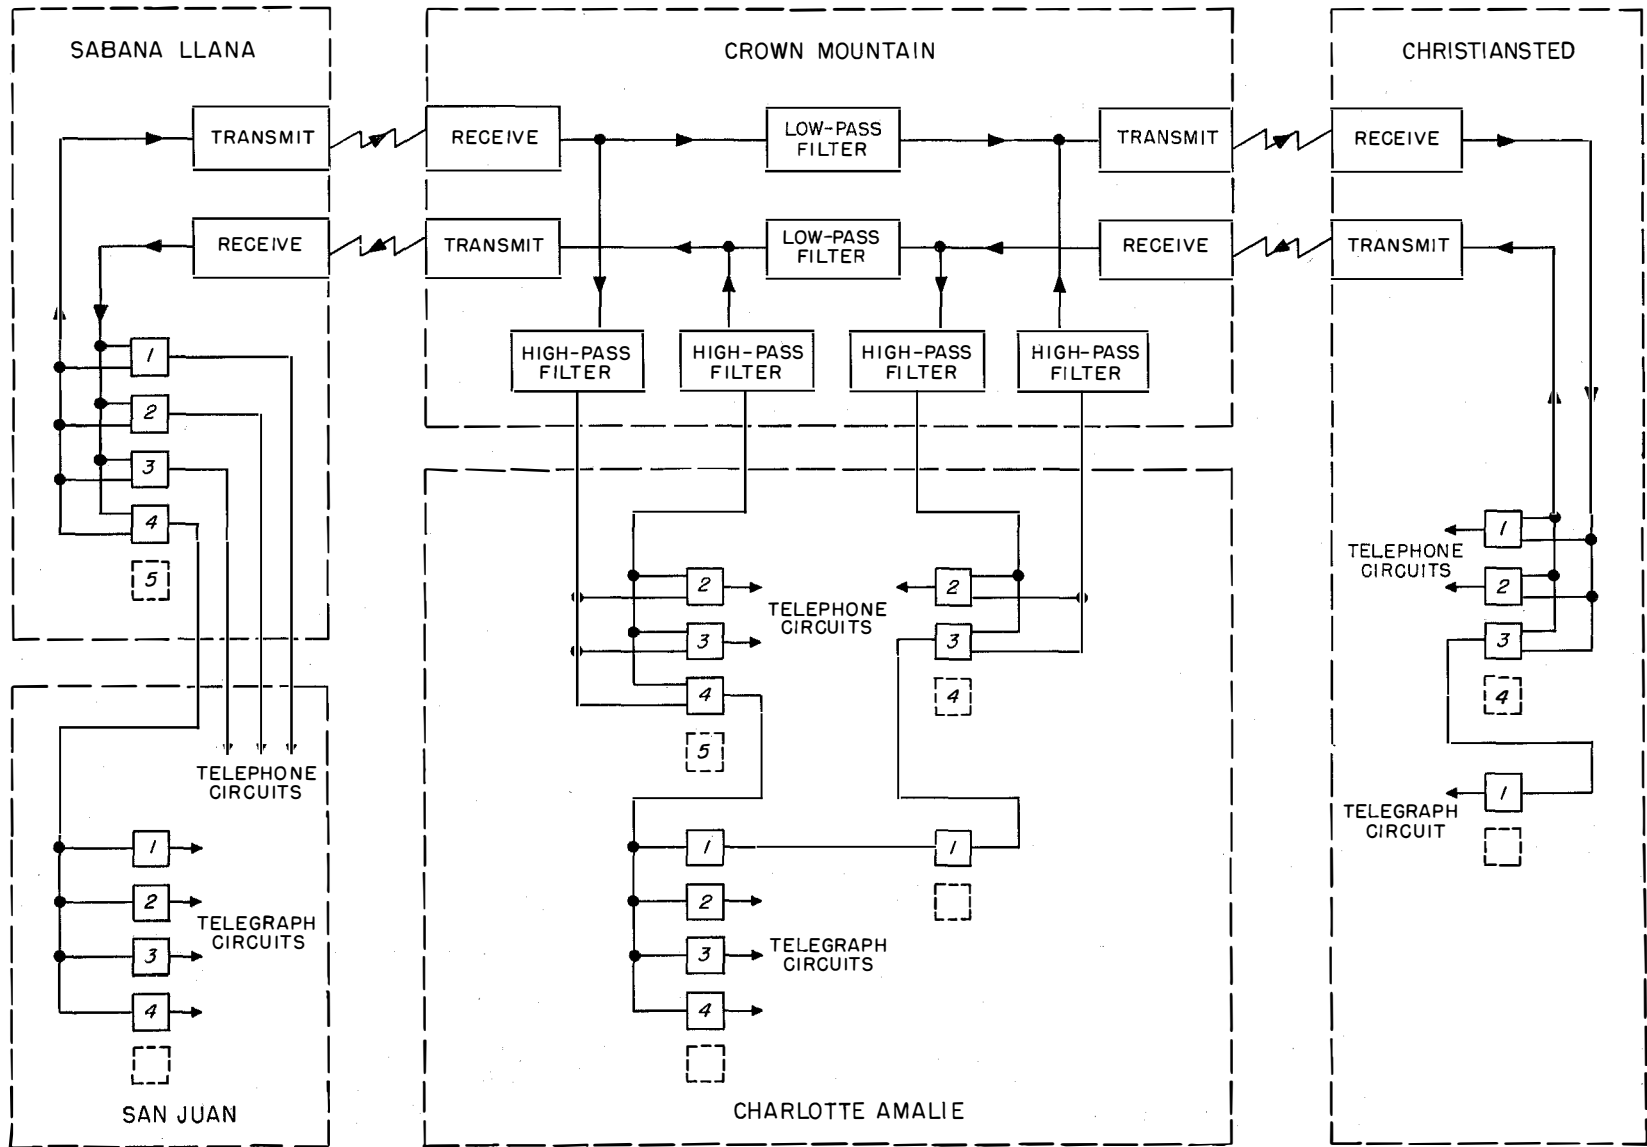 SABANA LLANA
TRANSMIT
RECEIVE
1
2
3
4
5
CROWN MOUNTAIN
RECEIVE
LOW-PASS
FILTER
TRANSMIT
TRANSMIT
LOW-PASS
FILTER
RECEIVE
HIGH-PASS
FILTER
HIGH-PASS
FILTER
HIGH-PASS
FILTER
HIGH-PASS
FILTER
CHRISTIANSTED
RECEIVE
TRANSMIT
1
TELEPHONE
CIRCUITS
2
3
4
1
TELEGRAPH
CIRCUIT
TELEPHONE
CIRCUITS
1
2
TELEGRAPH
CIRCUITS
3
4
SAN JUAN
2
2
TELEPHONE
CIRCUITS
3
3
4
4
5
1
1
2
3
TELEGRAPH
CIRCUITS
4
CHARLOTTE AMALIE